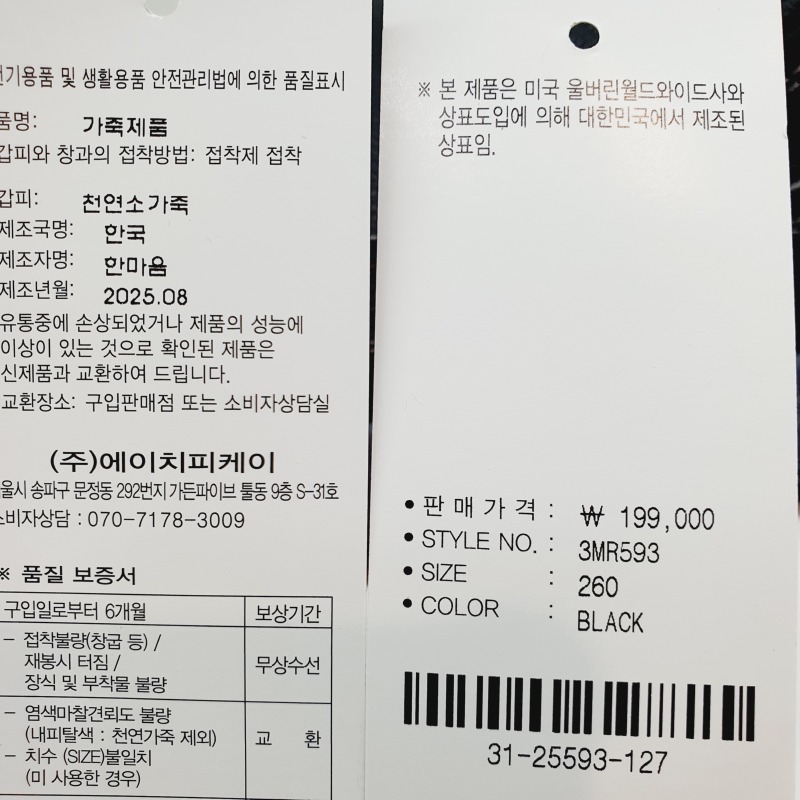 전기용품 및 생활용품 안전관리법에 의한 품질표시
품명: 가죽제품
갑피와 창과의 접착방법: 접착제 접착
갑피: 천연소가죽
제조국명: 한국
제조자명: 한마음
제조년월: 2025.08
유통중에 손상되었거나 제품의 성능에
이상이 있는 것으로 확인된 제품은
신제품과 교환하여 드립니다.
교환장소: 구입판매점 또는 소비자상담실
(주)에이치피케이
서울시 송파구 문정동 292번지 가든파이브 툴동 9층 S-31호
소비자상담 : 070-7178-3009
※ 품질 보증서
구입일로부터 6개월 보상기간
- 접착불량(창굽 등) /
재봉시 터짐 /
장식 및 부착물 불량
무상수선
- 염색마찰견뢰도 불량
(내피탈색 : 천연가죽 제외)
- 치수 (SIZE)불일치
(미 사용한 경우)
교 환
※ 본 제품은 미국 울버린월드와이드사와
상표도입에 의해 대한민국에서 제조된
상표임.
• 판매가격 : ₩ 199,000
• STYLE NO. : 3MR593
• SIZE : 260
• COLOR : BLACK
31-25593-127